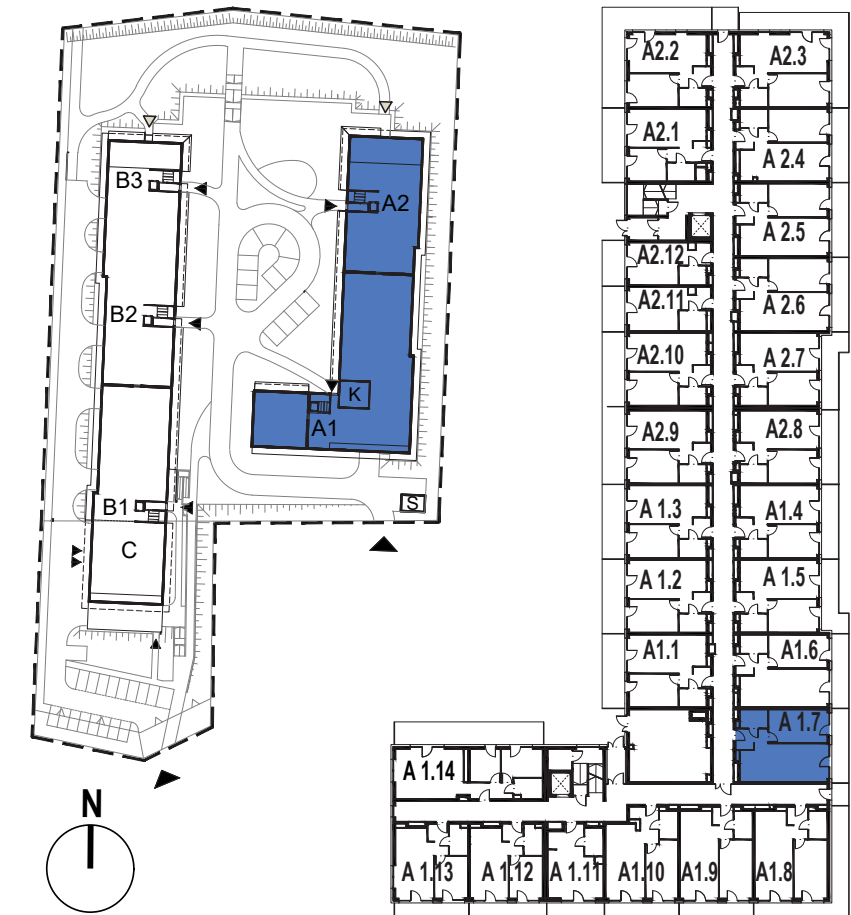 B3
A2
B2
K
A1
B1
S
C
N
A2.2
A2.3
A2.1
A 2.4
A 2.5
A2.12
A2.11
A 2.6
A2.10
A 2.7
A2.9
A2.8
A 1.3
A1.4
A 1.2
A 1.5
A1.1
A1.6
A 1.7
A 1.14
A 1.13
A 1.12
A 1.11
A1.10
A1.9
A1.8